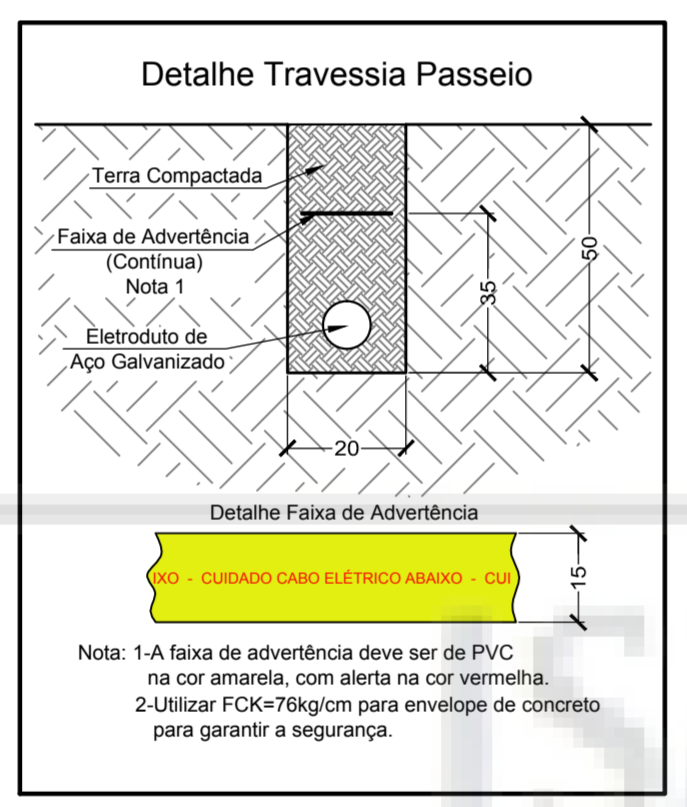 Detalhe Travessia Passeio
Terra Compactada
Faixa de Advertência
(Contínua)
Nota 1
Eletroduto de
Aço Galvanizado
35
50
20
Detalhe Faixa de Advertência
IXO - CUIDADO CABO ELÉTRICO ABAIXO - CUI
15
Nota: 1-A faixa de advertência deve ser de PVC
na cor amarela, com alerta na cor vermelha.
2-Utilizar FCK=76kg/cm para envelope de concreto
para garantir a segurança.